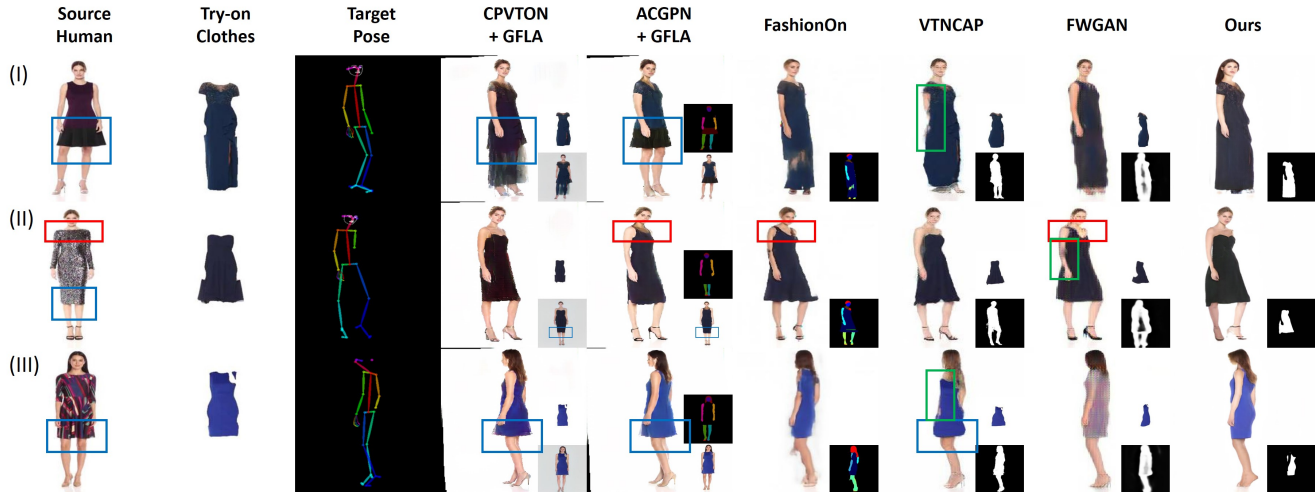 Source
Human
Try-on
Clothes
Target
Pose
CPVTON
+ GFLA
ACGPN
+ GFLA
FashionOn
VTNCAP
FWGAN
Ours
(I)
(II)
(III)